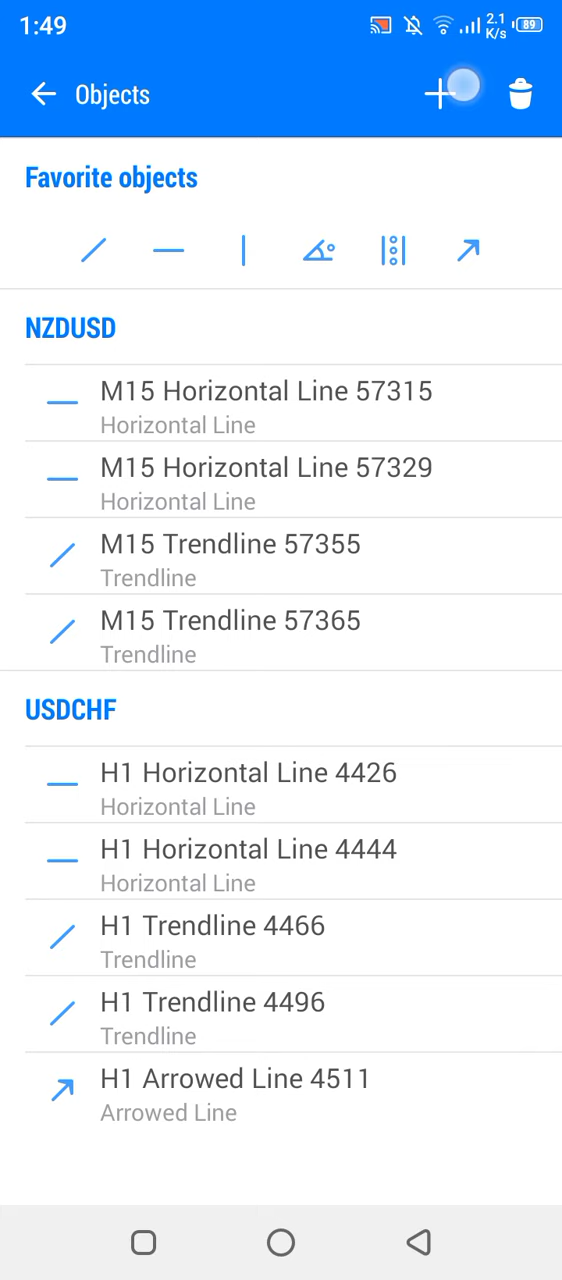 1:49
2.1
K/s
89
Objects
Favorite objects
NZDUSD
M15 Horizontal Line 57315
Horizontal Line
M15 Horizontal Line 57329
Horizontal Line
M15 Trendline 57355
Trendline
M15 Trendline 57365
Trendline
USDCHF
H1 Horizontal Line 4426
Horizontal Line
H1 Horizontal Line 4444
Horizontal Line
H1 Trendline 4466
Trendline
H1 Trendline 4496
Trendline
H1 Arrowed Line 4511
Arrowed Line